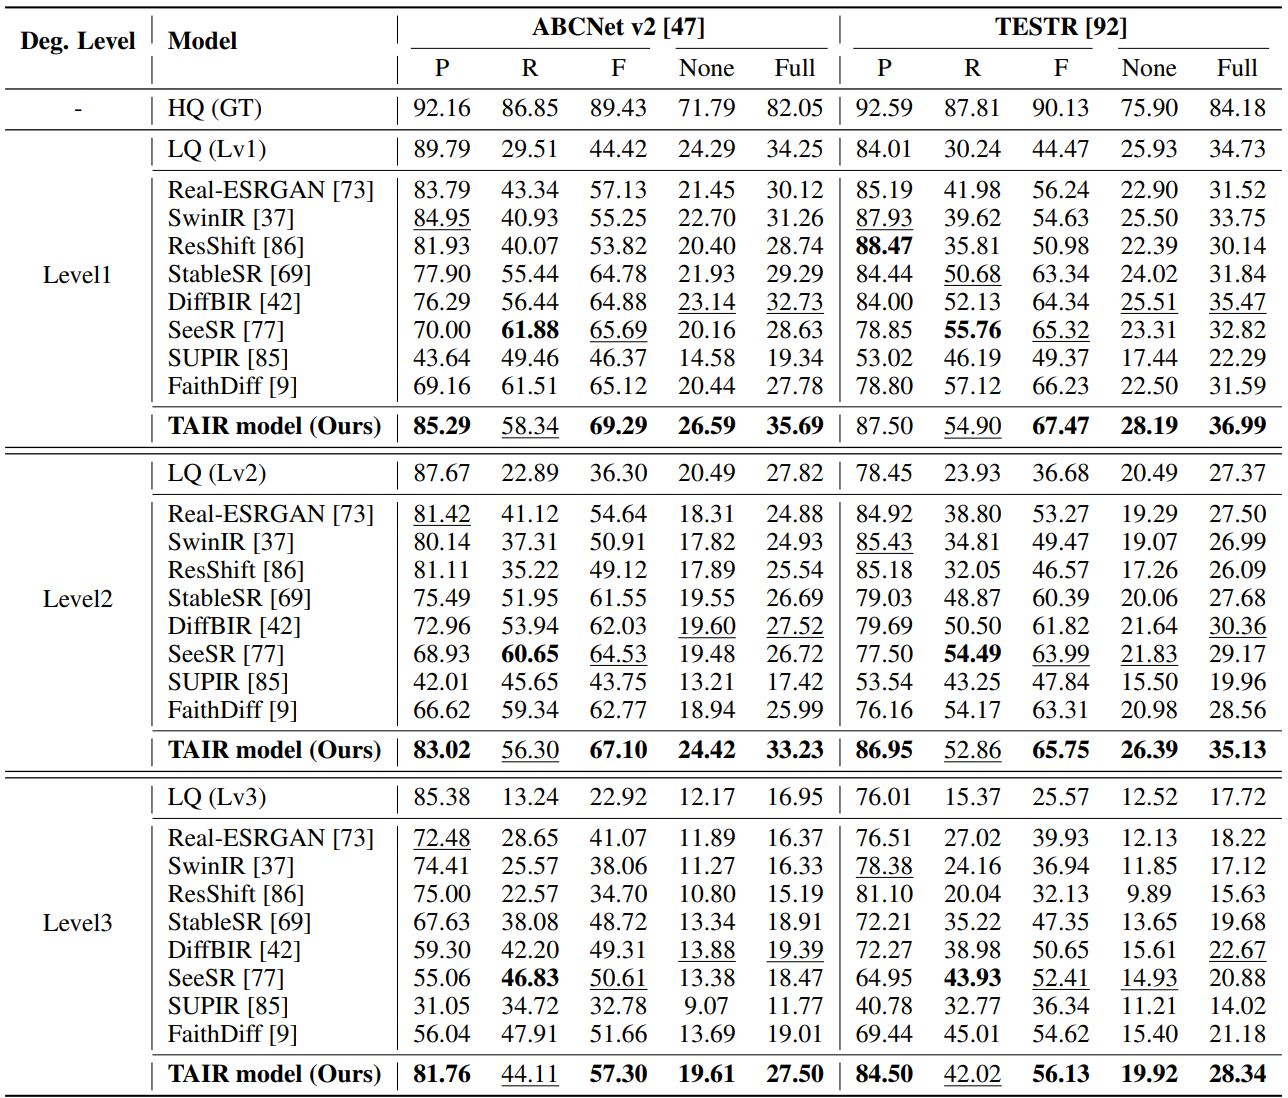 Deg. Level Model ABCNet v2 [47] TESTR [92]
P R F None Full P R F None Full
- HQ (GT) 92.16 86.85 89.43 71.79 82.05 92.59 87.81 90.13 75.90 84.18
LQ (Lv1) 89.79 29.51 44.42 24.29 34.25 84.01 30.24 44.47 25.93 34.73
Real-ESRGAN [73] 83.79 43.34 57.13 21.45 30.12 85.19 41.98 56.24 22.90 31.52
SwinIR [37] 84.95 40.93 55.25 22.70 31.26 87.93 39.62 54.63 25.50 33.75
ResShift [86] 81.93 40.07 53.82 20.40 28.74 88.47 35.81 50.98 22.39 30.14
Level1 StableSR [69] 77.90 55.44 64.78 21.93 29.29 84.44 50.68 63.34 24.02 31.84
DiffBIR [42] 76.29 56.44 64.88 23.14 32.73 84.00 52.13 64.34 25.51 35.47
SeeSR [77] 70.00 61.88 65.69 20.16 28.63 78.85 55.76 65.32 23.31 32.82
SUPIR [85] 43.64 49.46 46.37 14.58 19.34 53.02 46.19 49.37 17.44 22.29
FaithDiff [9] 69.16 61.51 65.12 20.44 27.78 78.80 57.12 66.23 22.50 31.59
TAIR model (Ours) 85.29 58.34 69.29 26.59 35.69 87.50 54.90 67.47 28.19 36.99
LQ (Lv2) 87.67 22.89 36.30 20.49 27.82 78.45 23.93 36.68 20.49 27.37
Real-ESRGAN [73] 81.42 41.12 54.64 18.31 24.88 84.92 38.80 53.27 19.29 27.50
SwinIR [37] 80.14 37.31 50.91 17.82 24.93 85.43 34.81 49.47 19.07 26.99
ResShift [86] 81.11 35.22 49.12 17.89 25.54 85.18 32.05 46.57 17.26 26.09
Level2 StableSR [69] 75.49 51.95 61.55 19.55 26.69 79.03 48.87 60.39 20.06 27.68
DiffBIR [42] 72.96 53.94 62.03 19.60 27.52 79.69 50.50 61.82 21.64 30.36
SeeSR [77] 68.93 60.65 64.53 19.48 26.72 77.50 54.49 63.99 21.83 29.17
SUPIR [85] 42.01 45.65 43.75 13.21 17.42 53.54 43.25 47.84 15.50 19.96
FaithDiff [9] 66.62 59.34 62.77 18.94 25.99 76.16 54.17 63.31 20.98 28.56
TAIR model (Ours) 83.02 56.30 67.10 24.42 33.23 86.95 52.86 65.75 26.39 35.13
LQ (Lv3) 85.38 13.24 22.92 12.17 16.95 76.01 15.37 25.57 12.52 17.72
Real-ESRGAN [73] 72.48 28.65 41.07 11.89 16.37 76.51 27.02 39.93 12.13 18.22
SwinIR [37] 74.41 25.57 38.06 11.27 16.33 78.38 24.16 36.94 11.85 17.12
ResShift [86] 75.00 22.57 34.70 10.80 15.19 81.10 20.04 32.13 9.89 15.63
Level3 StableSR [69] 67.63 38.08 48.72 13.34 18.91 72.21 35.22 47.35 13.65 19.68
DiffBIR [42] 59.30 42.20 49.31 13.88 19.39 72.27 38.98 50.65 15.61 22.67
SeeSR [77] 55.06 46.83 50.61 13.38 18.47 64.95 43.93 52.41 14.93 20.88
SUPIR [85] 31.05 34.72 32.78 9.07 11.77 40.78 32.77 36.34 11.21 14.02
FaithDiff [9] 56.04 47.91 51.66 13.69 19.01 69.44 45.01 54.62 15.40 21.18
TAIR model (Ours) 81.76 44.11 57.30 19.61 27.50 84.50 42.02 56.13 19.92 28.34